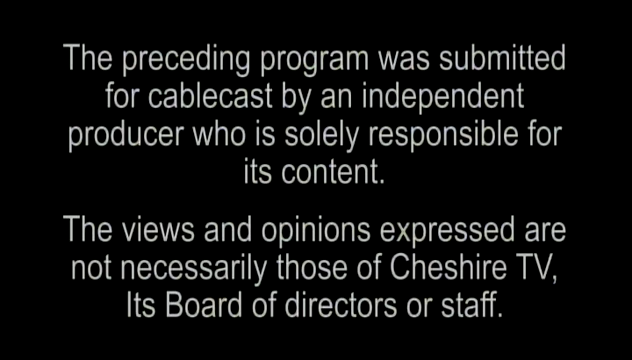 The preceding program was submitted
for cablecast by an independent
producer who is solely responsible for
its content.
The views and opinions expressed are
not necessarily those of Cheshire TV,
Its Board of directors or staff.